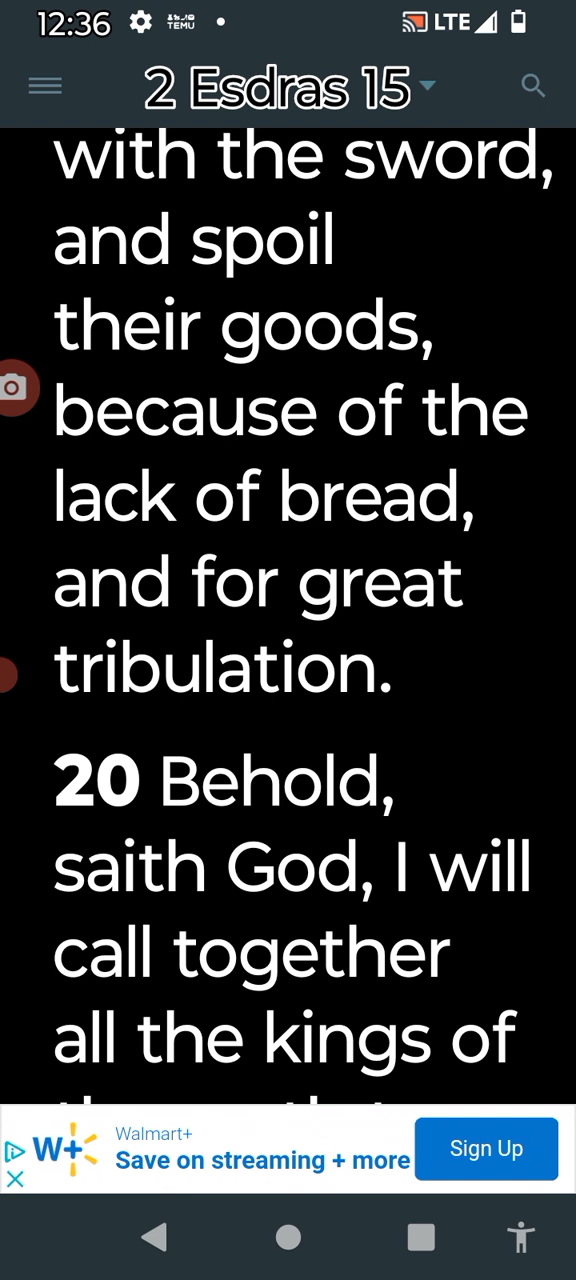 12:36 TEMU LTE
2 Esdras 15
with the sword,
and spoil
their goods,
because of the
lack of bread,
and for great
tribulation.
20 Behold,
saith God, I will
call together
all the kings of
W+
Walmart+
Save on streaming + more
Sign Up